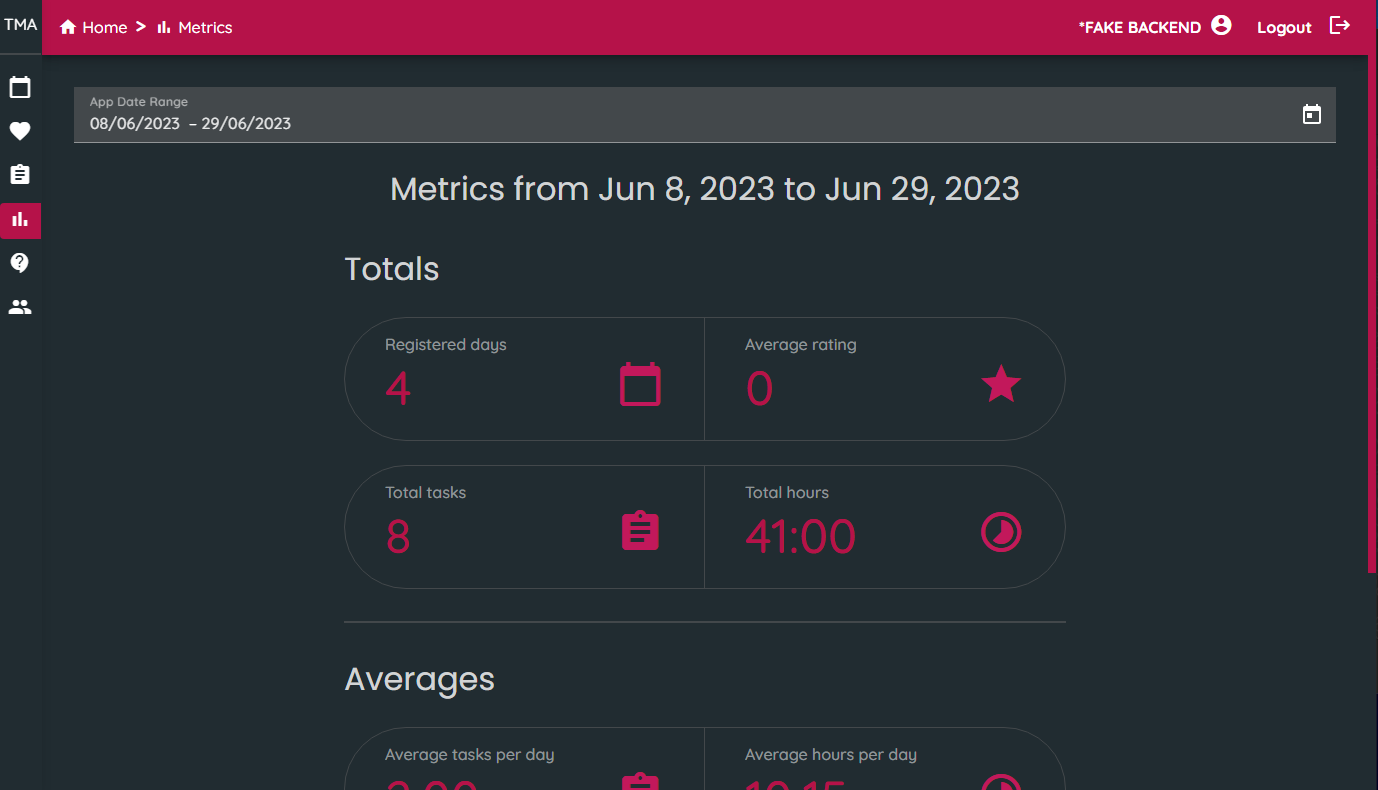 TMA
Home > Metrics
*FAKE BACKEND
Logout
App Date Range
08/06/2023 – 29/06/2023
Metrics from Jun 8, 2023 to Jun 29, 2023
Totals
Registered days
4
Average rating
0
Total tasks
8
Total hours
41:00
Averages
Average tasks per day
Average hours per day